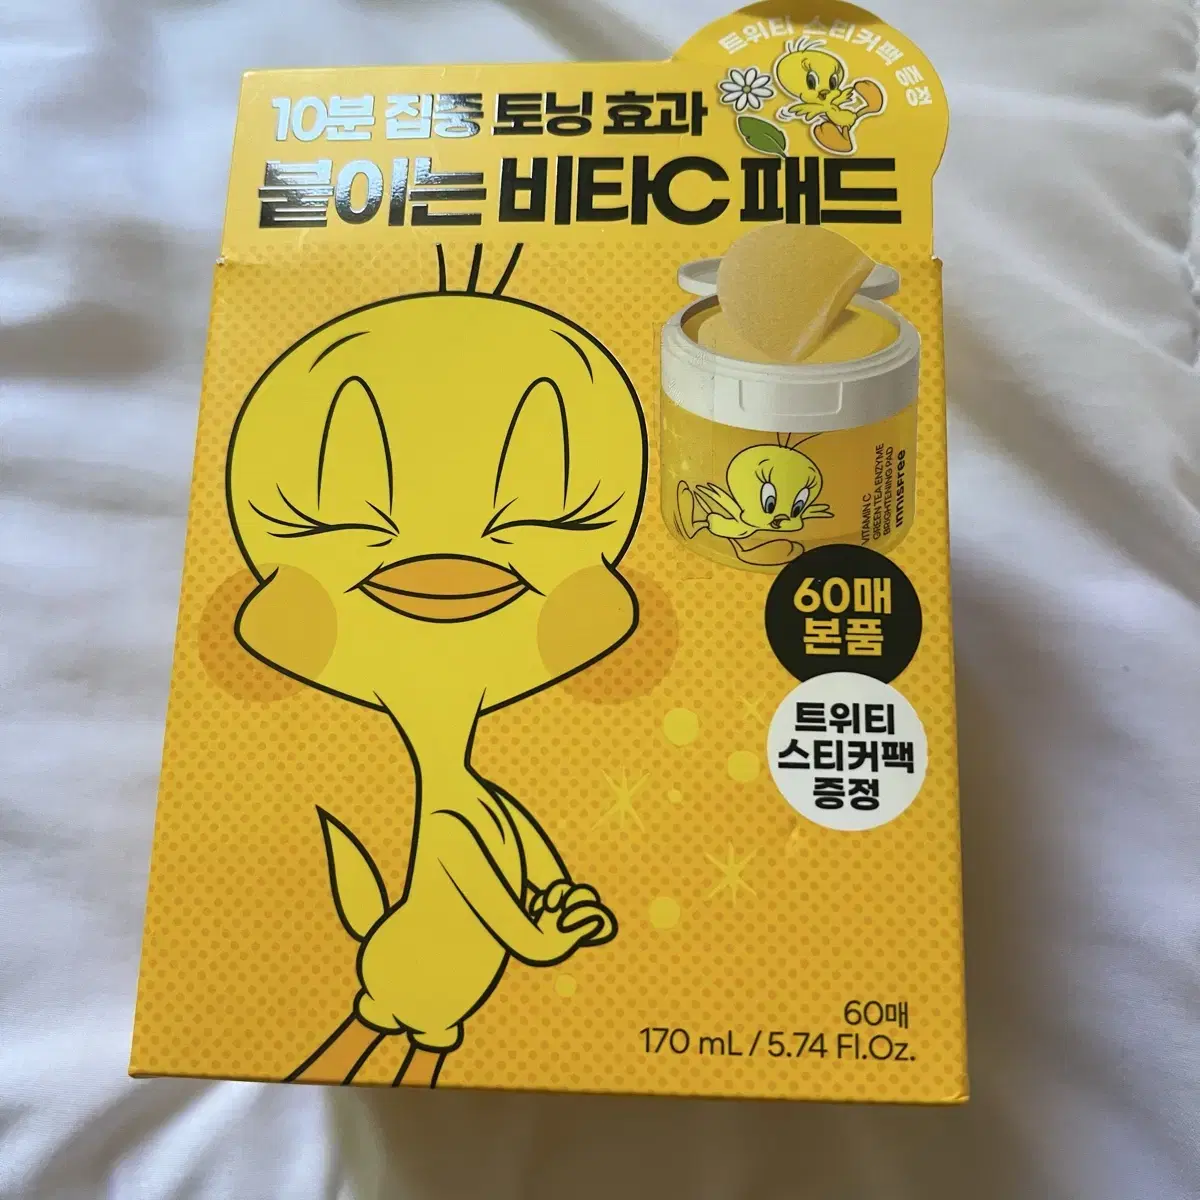 트위티 스티커팩 증정
10분 집중 토닝 효과
붙이는 비타C 패드
VITAMIN C
GREEN TEA ENZYME
BRIGHTENING PAD
innisfree
60매
본품
트위티
스티커팩
증정
60매
170 mL / 5.74 Fl.Oz.